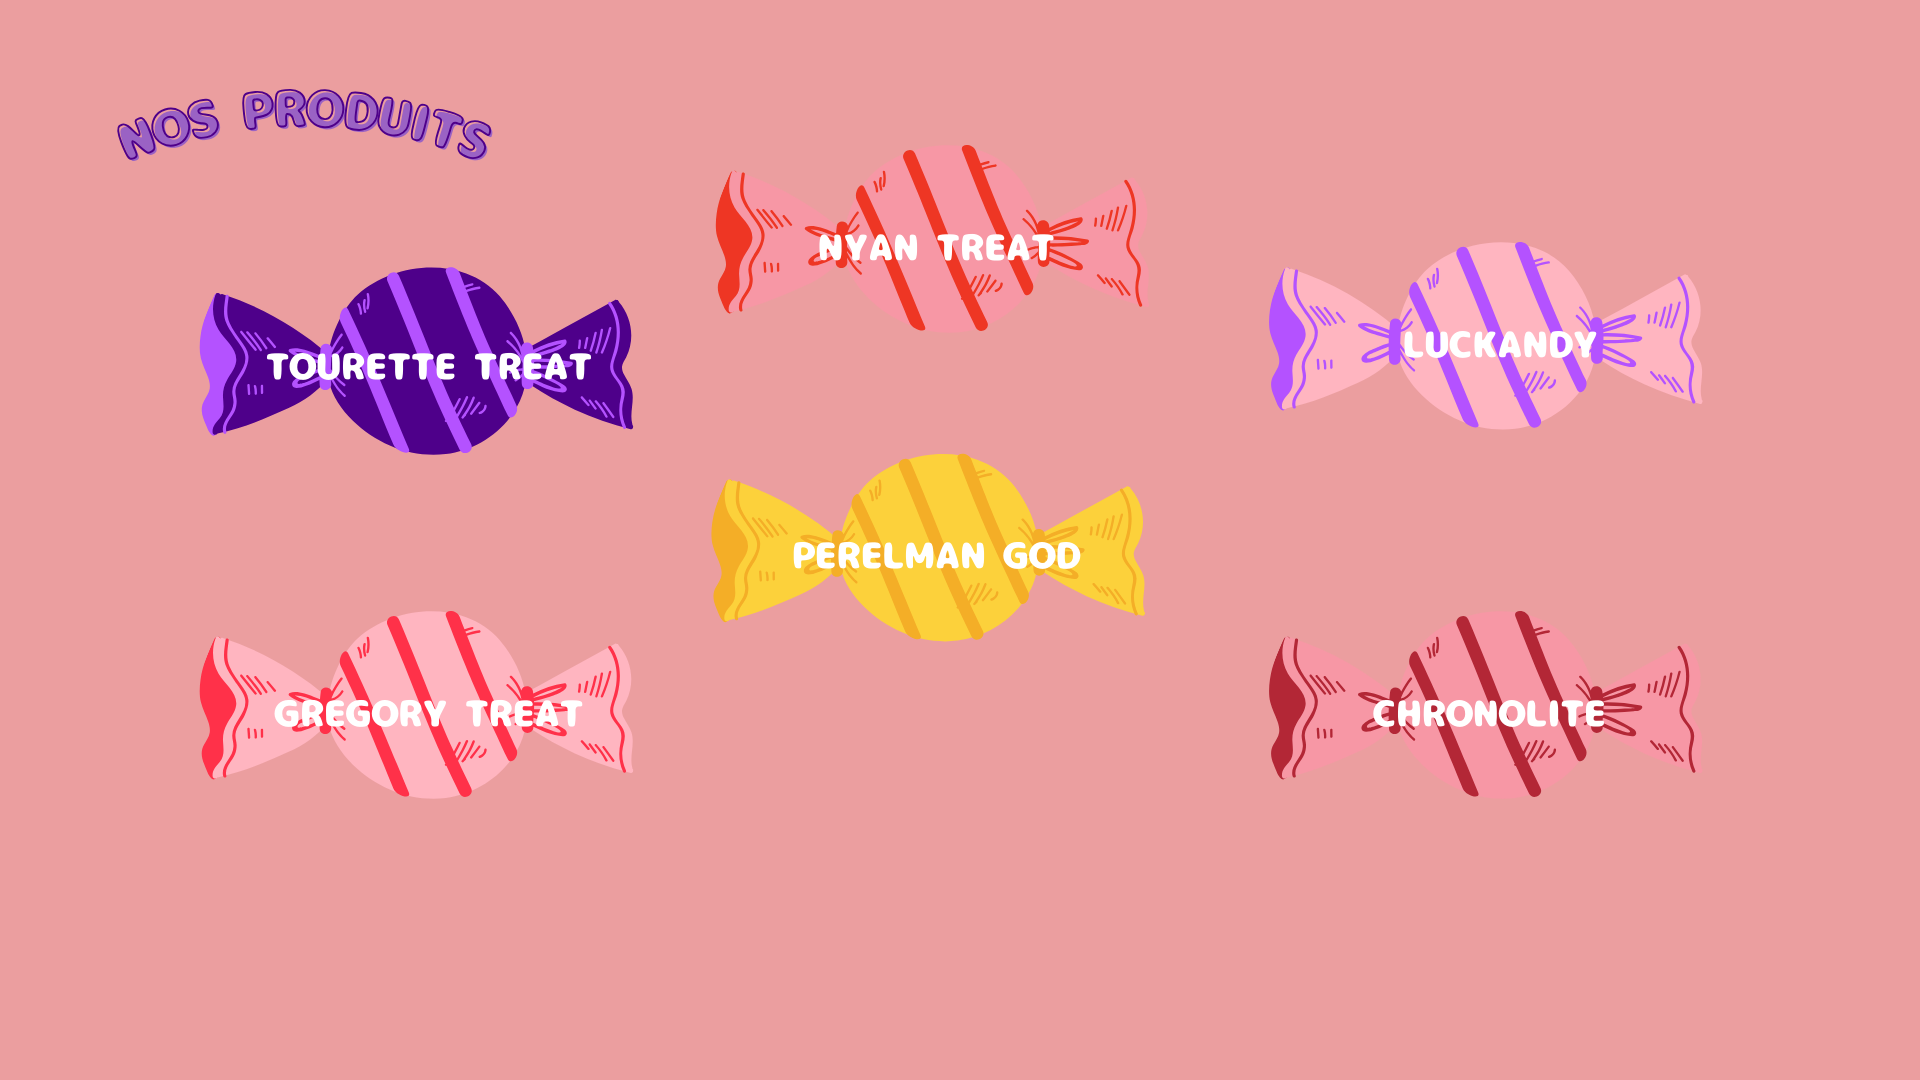 NOS PRODUITS
NYAN TREAT
TOURETTE TREAT
LUCKANDY
PERELMAN GOD
GREGORY TREAT
CHRONOLITE